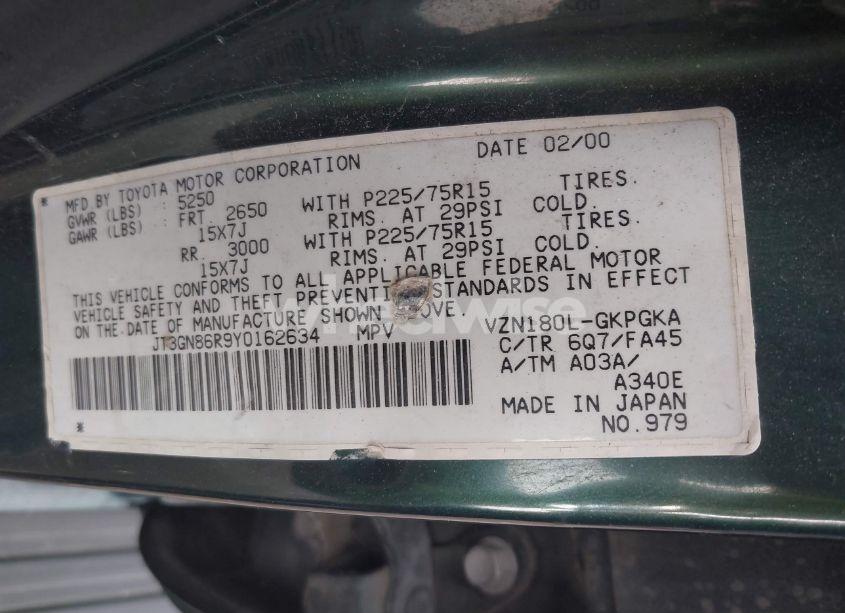 MFD BY TOYOTA MOTOR CORPORATION DATE 02/00
GVWR (LBS) : 5250
GAWR (LBS) : FRT 2650 WITH P225/75R15 TIRES.
15X7J RIMS. AT 29PSI COLD.
RR. 3000 WITH P225/75R15 TIRES.
15X7J RIMS. AT 29PSI COLD.
THIS VEHICLE CONFORMS TO ALL APPLICABLE FEDERAL MOTOR
VEHICLE SAFETY AND THEFT PREVENTION STANDARDS IN EFFECT
ON THE DATE OF MANUFACTURE SHOWN ABOVE.
JT3GN86R9Y0162634 MPV VZN180L-GKPGKA
C/TR 6Q7/FA45
A/TM A03A/
A340E
MADE IN JAPAN
NO.979
wheelwise